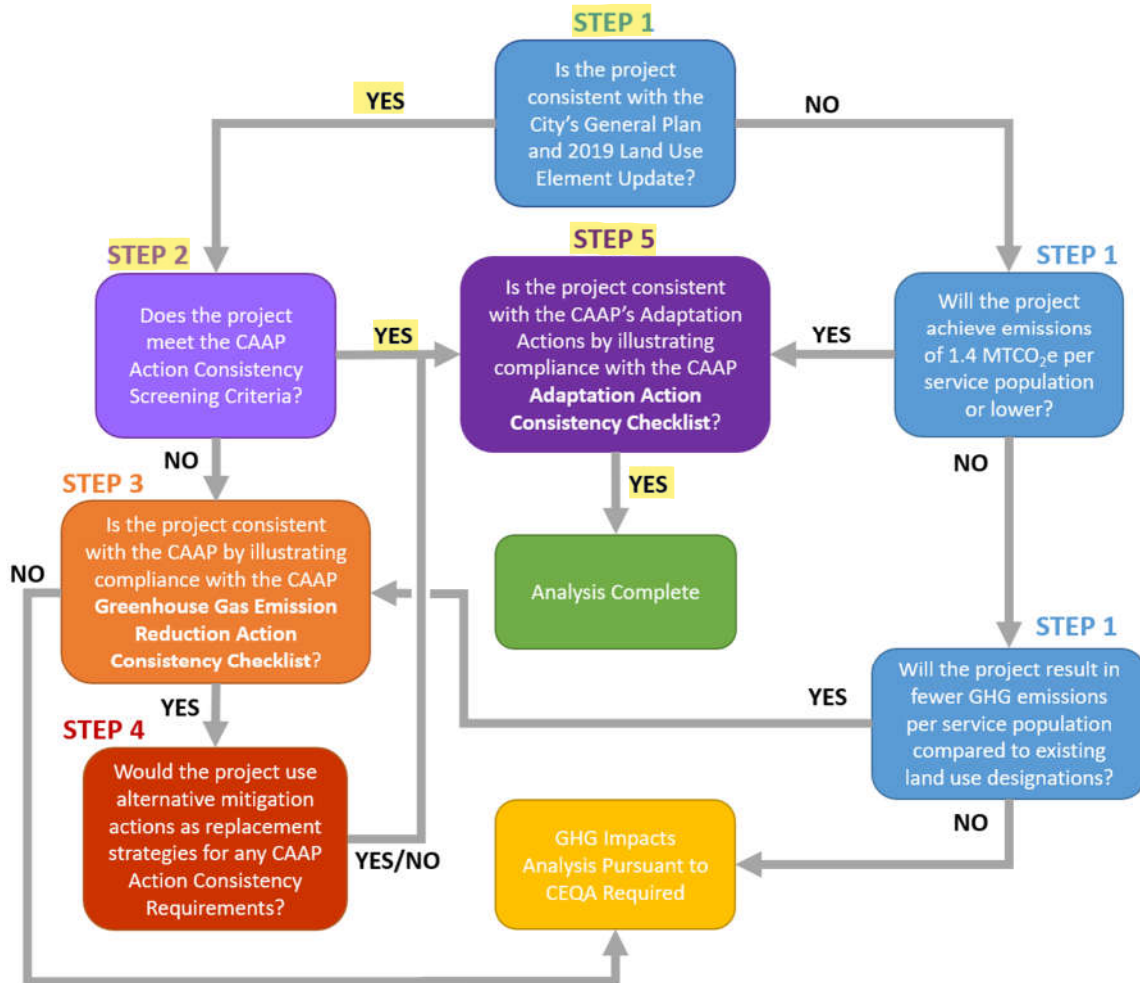 STEP 1
Is the project
consistent with the
City's General Plan
and 2019 Land Use
Element Update?
YES
NO
STEP 2
Does the project
meet the CAAP
Action Consistency
Screening Criteria?
YES
NO
STEP 5
Is the project consistent
with the CAAP's Adaptation
Actions by illustrating
compliance with the CAAP
Adaptation Action
Consistency Checklist?
YES
Analysis Complete
STEP 1
Will the project
achieve emissions
of 1.4 MTCO₂e per
service population
or lower?
YES
NO
STEP 3
Is the project consistent
with the CAAP by illustrating
compliance with the CAAP
Greenhouse Gas Emission
Reduction Action
Consistency Checklist?
NO
YES
STEP 1
Will the project result in
fewer GHG emissions
per service population
compared to existing
land use designations?
YES
NO
STEP 4
Would the project use
alternative mitigation
actions as replacement
strategies for any CAAP
Action Consistency
Requirements?
YES/NO
GHG Impacts
Analysis Pursuant to
CEQA Required